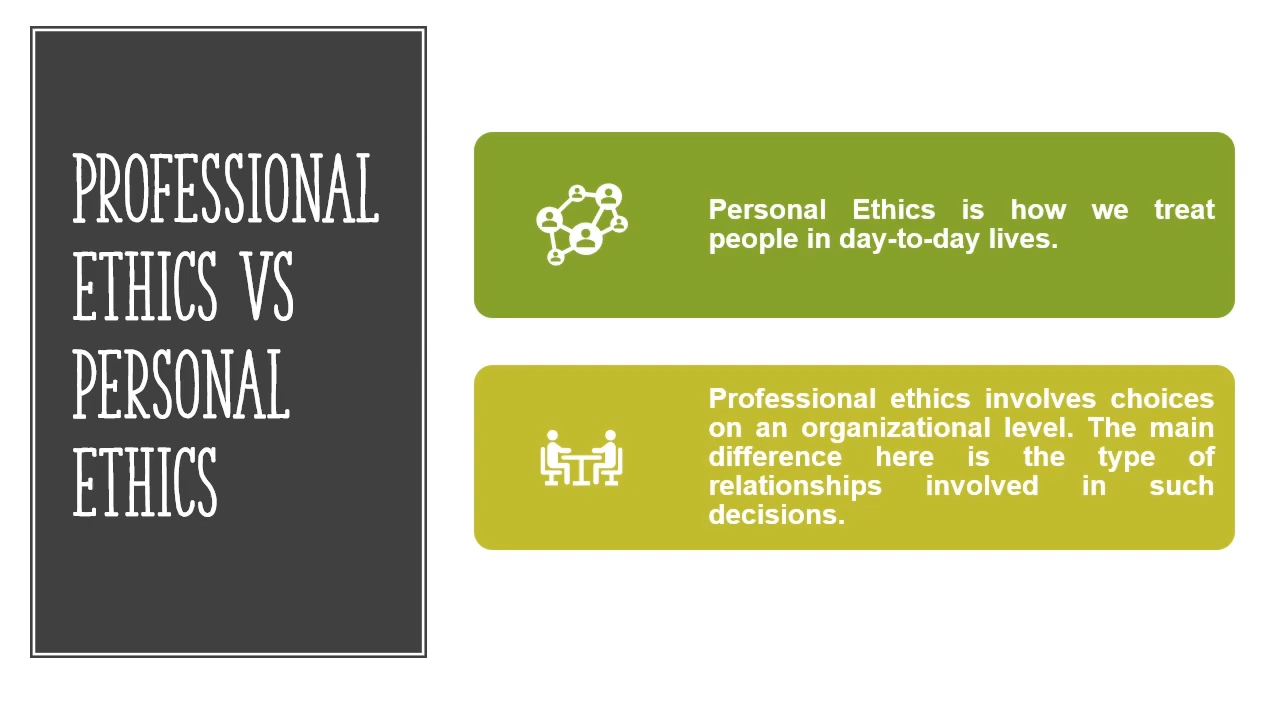 PROFESSIONAL
ETHICS VS
PERSONAL
ETHICS
Personal Ethics is how we treat
people in day-to-day lives.
Professional ethics involves choices
on an organizational level. The main
difference here is the type of
relationships involved in such
decisions.